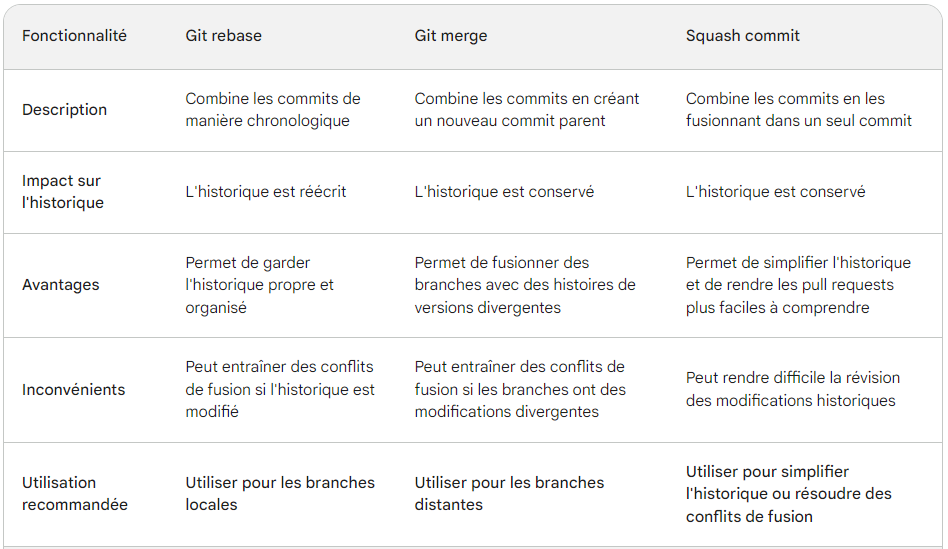 Fonctionnalité
Git rebase
Git merge
Squash commit
Description
Combine les commits de
manière chronologique
Combine les commits en créant
un nouveau commit parent
Combine les commits en les
fusionnant dans un seul commit
Impact sur
l'historique
L'historique est réécrit
L'historique est conservé
L'historique est conservé
Avantages
Permet de garder
l'historique propre et
organisé
Permet de fusionner des
branches avec des histoires de
versions divergentes
Permet de simplifier l'historique
et de rendre les pull requests
plus faciles à comprendre
Inconvénients
Peut entraîner des conflits
de fusion si l'historique est
modifié
Peut entraîner des conflits de
fusion si les branches ont des
modifications divergentes
Peut rendre difficile la révision
des modifications historiques
Utilisation
recommandée
Utiliser pour les branches
locales
Utiliser pour les branches
distantes
Utiliser pour simplifier
l'historique ou résoudre des
conflits de fusion